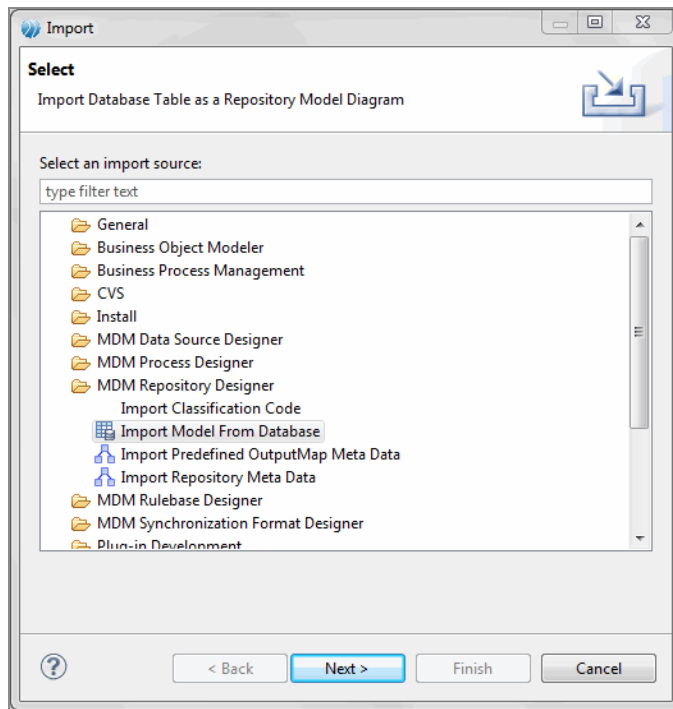 Import
Select
Import Database Table as a Repository Model Diagram
Select an import source:
type filter text
General
Business Object Modeler
Business Process Management
CVS
Install
MDM Data Source Designer
MDM Process Designer
MDM Repository Designer
Import Classification Code
Import Model From Database
Import Predefined OutputMap Meta Data
Import Repository Meta Data
MDM Rulebase Designer
MDM Synchronization Format Designer
Plug-in Development
? < Back Next > Finish Cancel